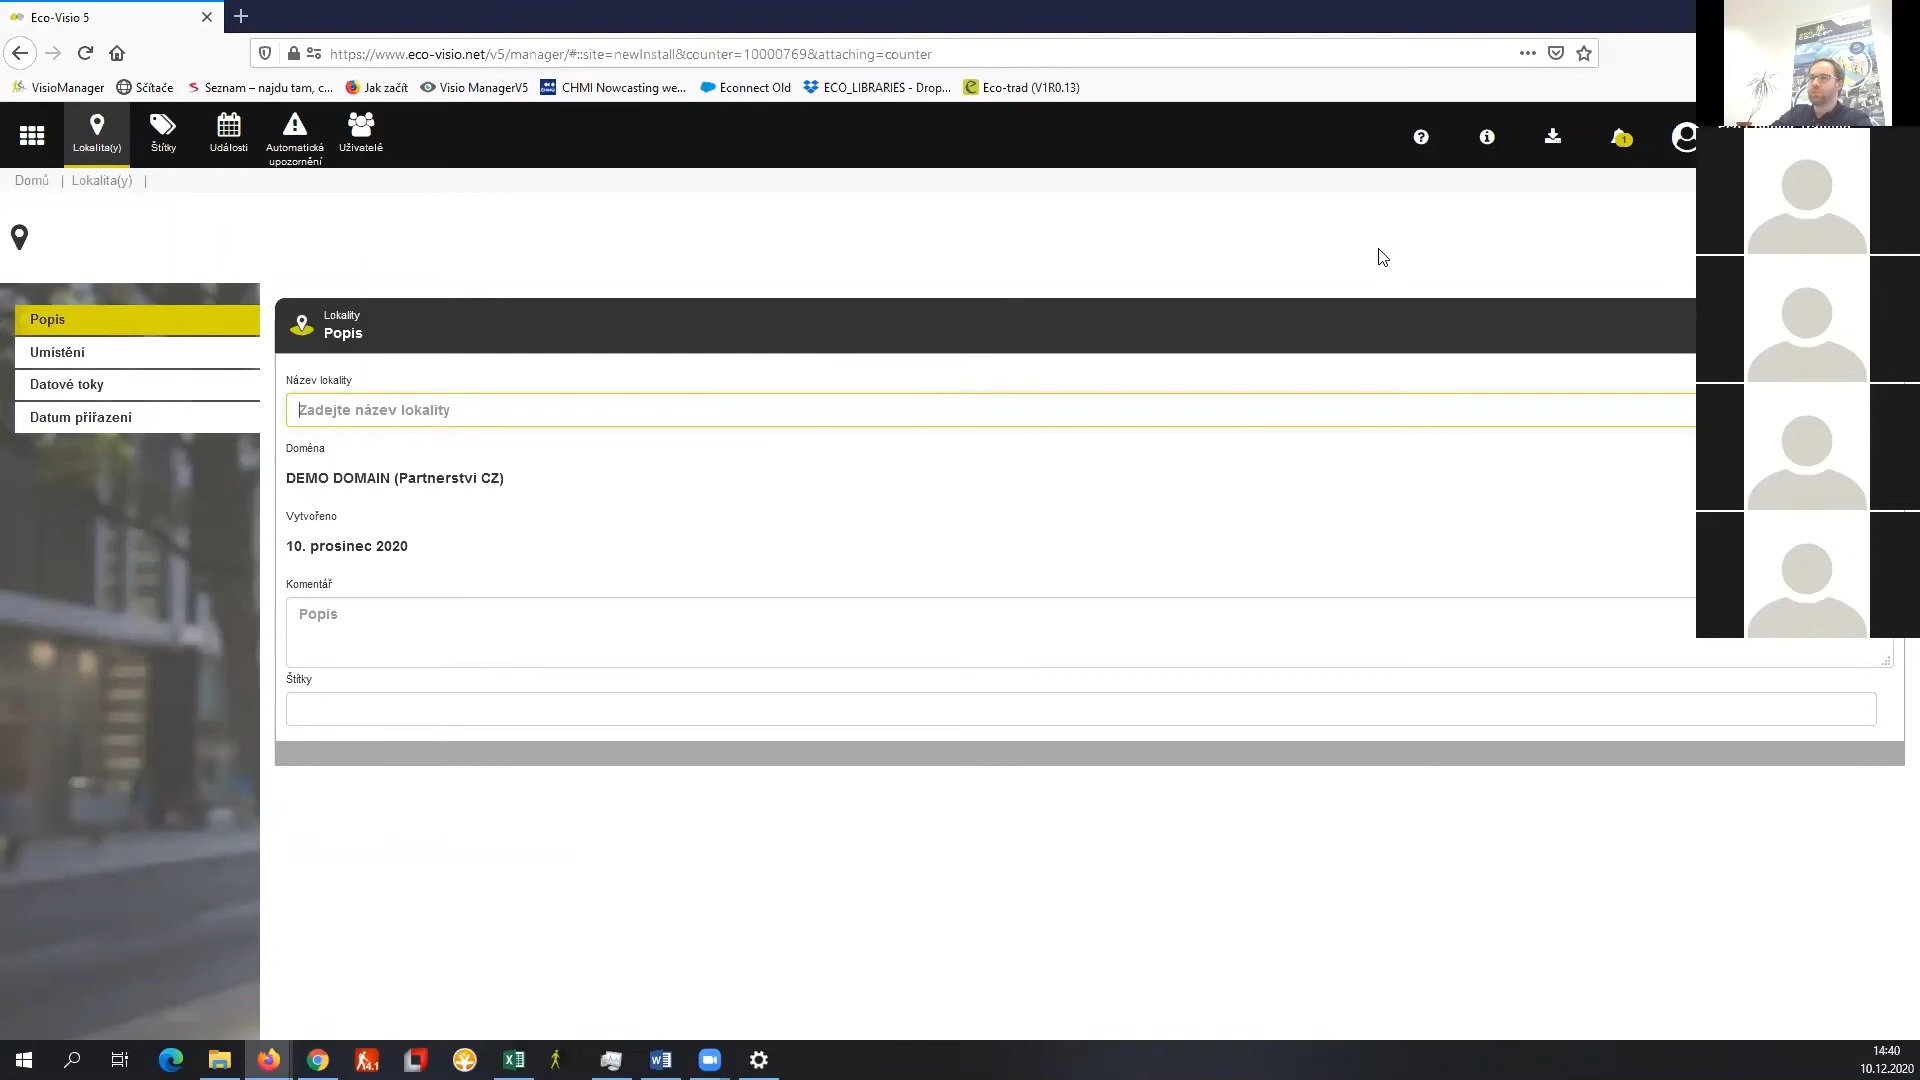 Eco-Visio 5
https://www.eco-visio.net/v5/manager/#::site=newInstall&counter=10000769&attaching=counter
VisioManager
Sčítače
Seznam – najdu tam, c...
Jak začít
Visio ManagerV5
CHMI Nowcasting we...
Econnect Old
ECO_LIBRARIES - Drop...
Eco-trad (V1R0.13)
Lokalita(y)
Štítky
Události
Automatická
upozornění
Uživatelé
1
Domů | Lokalita(y) |
Popis
Umístění
Datové toky
Datum přiřazení
Lokality
Popis
Název lokality
Zadejte název lokality
Doména
DEMO DOMAIN (Partnerstvi CZ)
Vytvořeno
10. prosinec 2020
Komentář
Popis
Štítky
4.1
14:40
10.12.2020